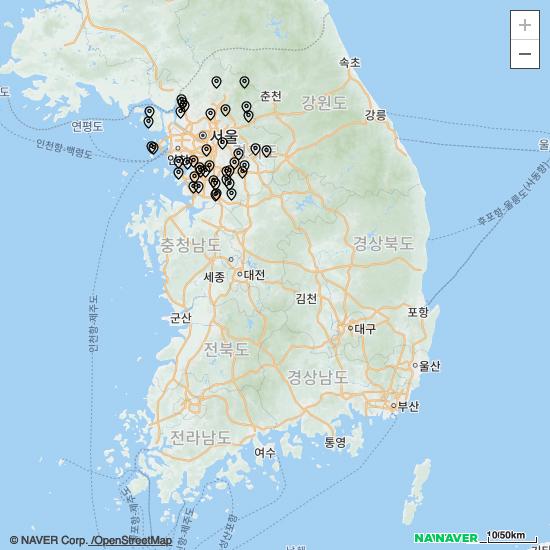 +
−
속초
춘천
강원도
연평도
강릉
서울
인천항-백령도
인천
울
후포항-울릉도(사동항)
충청남도
경상북도
세종
대전
김천
군산
포항
인천항-제주도
대구
전북도
울산
경상남도
부산
전라남도
통영
여수
© NAVER Corp. /OpenStreetMap
NAVER
10/50km